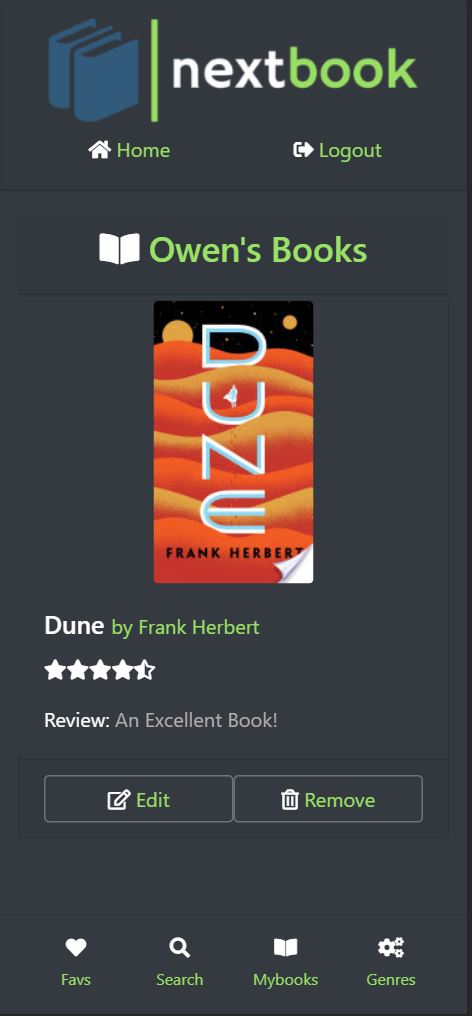 nextbook
Home Logout
Owen's Books
DUNE
FRANK HERBERT
Dune by Frank Herbert
Review: An Excellent Book!
Edit Remove
Favs Search Mybooks Genres